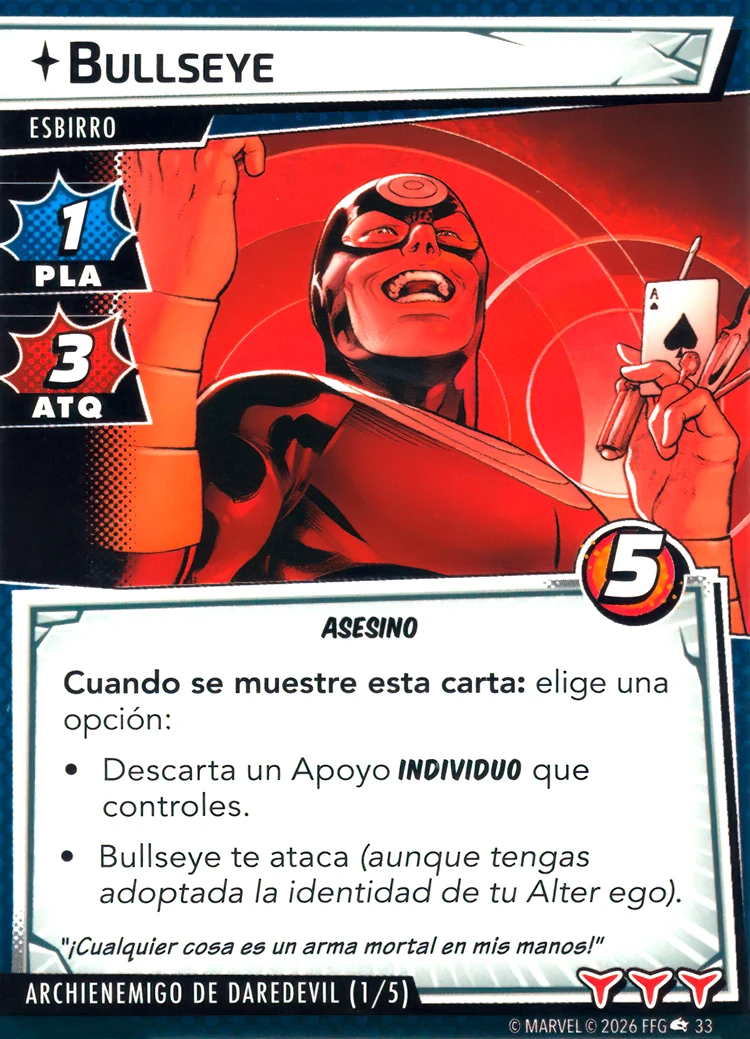 BULLSEYE
ESBIRRO
1
PLA
3
ATQ
A
5
ASESINO
Cuando se muestre esta carta: elige una
opción:
• Descarta un Apoyo INDIVIDUO que
controles.
• Bullseye te ataca (aunque tengas
adoptada la identidad de tu Alter ego).
"¡Cualquier cosa es un arma mortal en mis manos!"
ARCHIENEMIGO DE DAREDEVIL (1/5)
© MARVEL © 2026 FFG 33